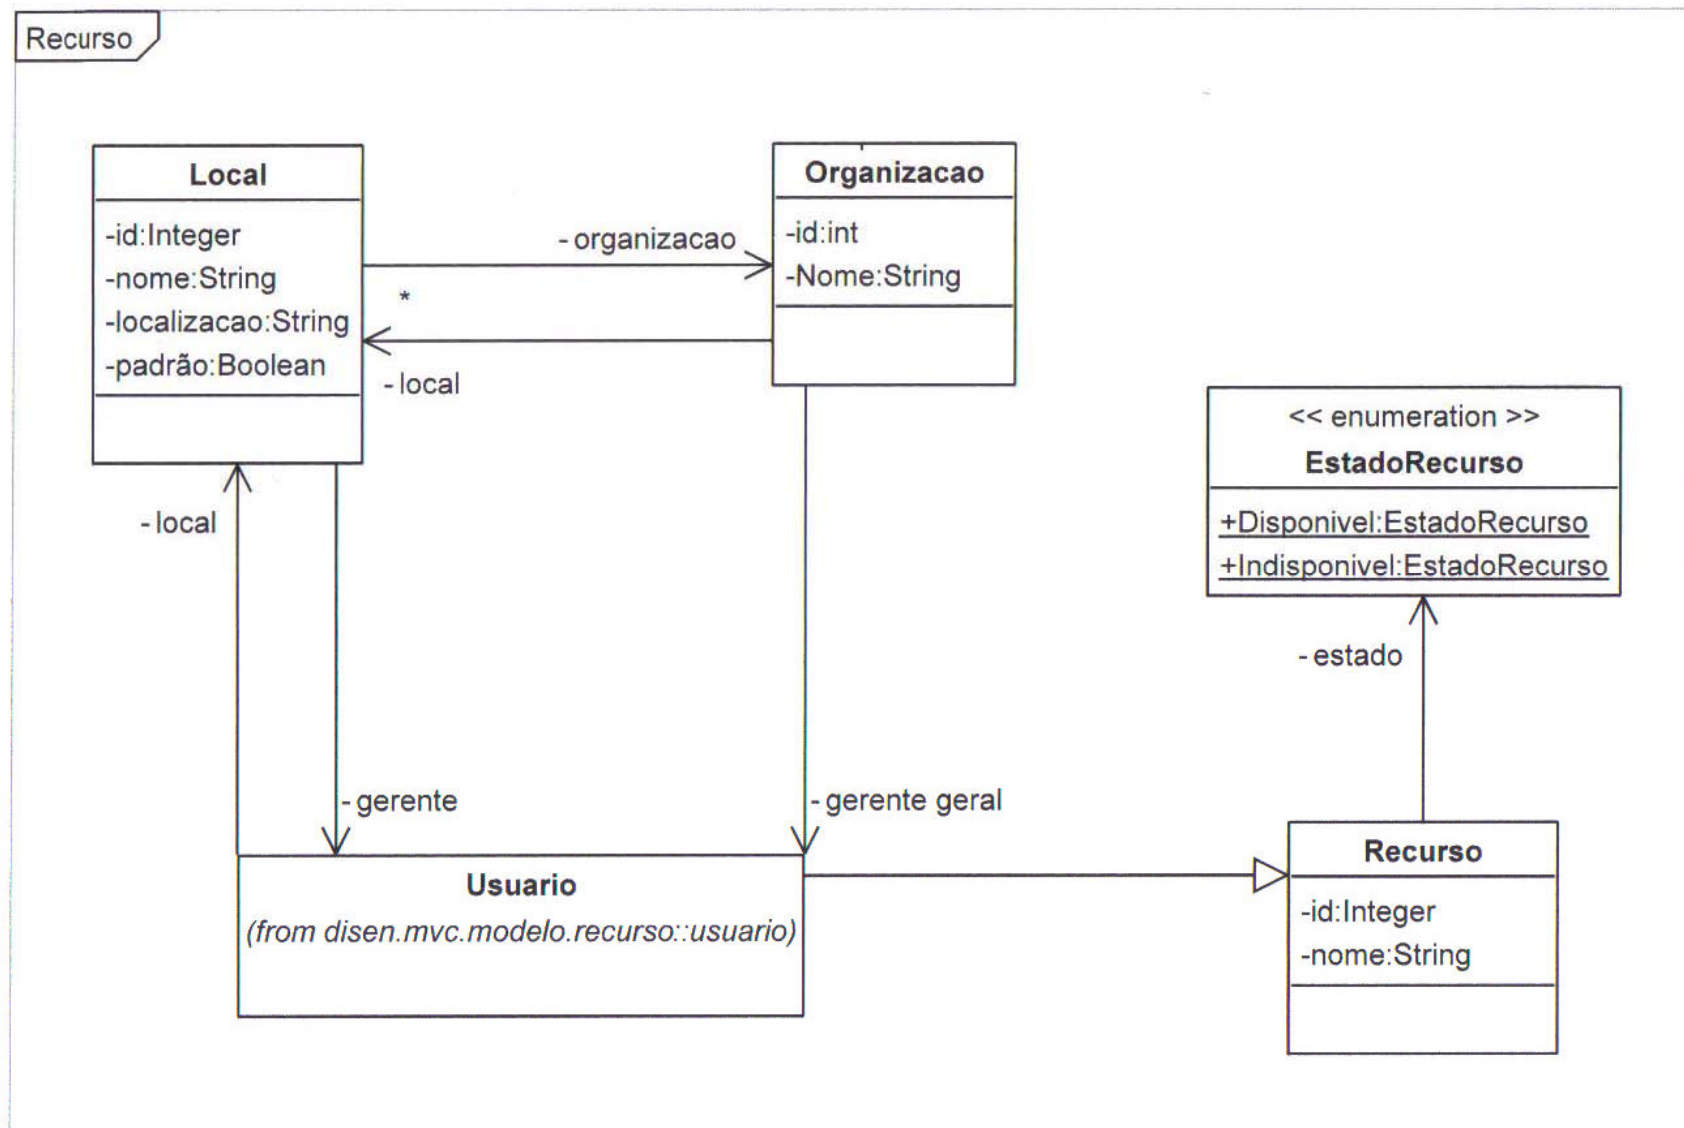 Recurso
Local
-id:Integer
-nome:String
-localizacao:String
-padrão:Boolean
- organizacao
*
- local
Organizacao
-id:int
-Nome:String
<< enumeration >>
EstadoRecurso
+Disponivel:EstadoRecurso
+Indisponivel:EstadoRecurso
- local
- estado
- gerente
- gerente geral
Usuario
(from disen.mvc.modelo.recurso::usuario)
Recurso
-id:Integer
-nome:String